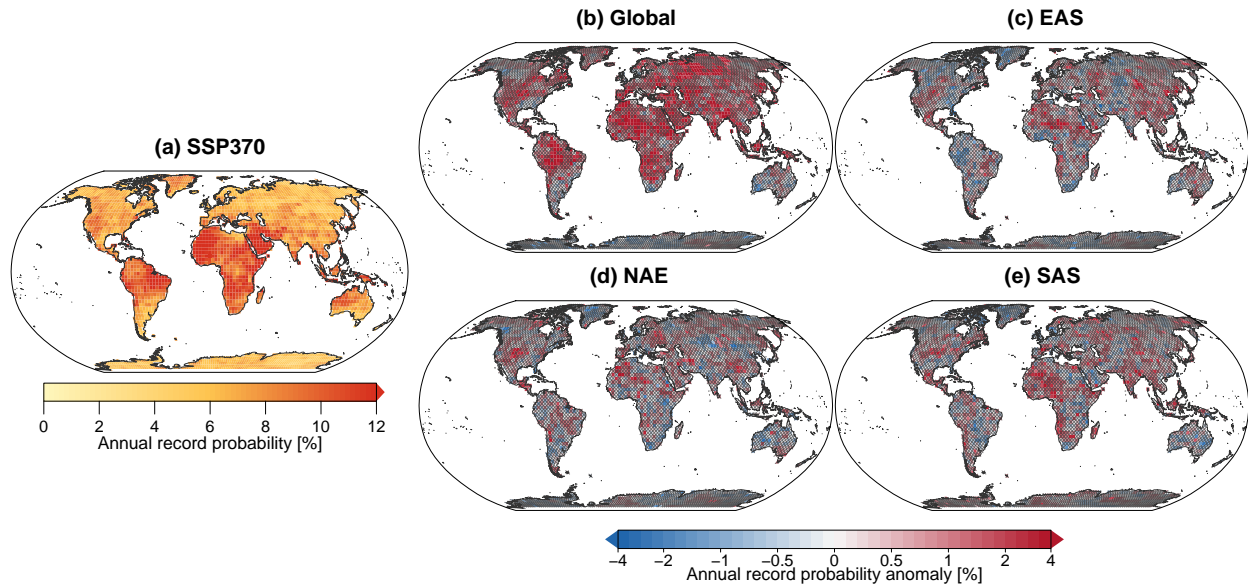 (b) Global
(c) EAS
(a) SSP370
(d) NAE
(e) SAS
0 2 4 6 8 10 12
Annual record probability [%]
−4 −2 −1 −0.5 0 0.5 1 2 4
Annual record probability anomaly [%]